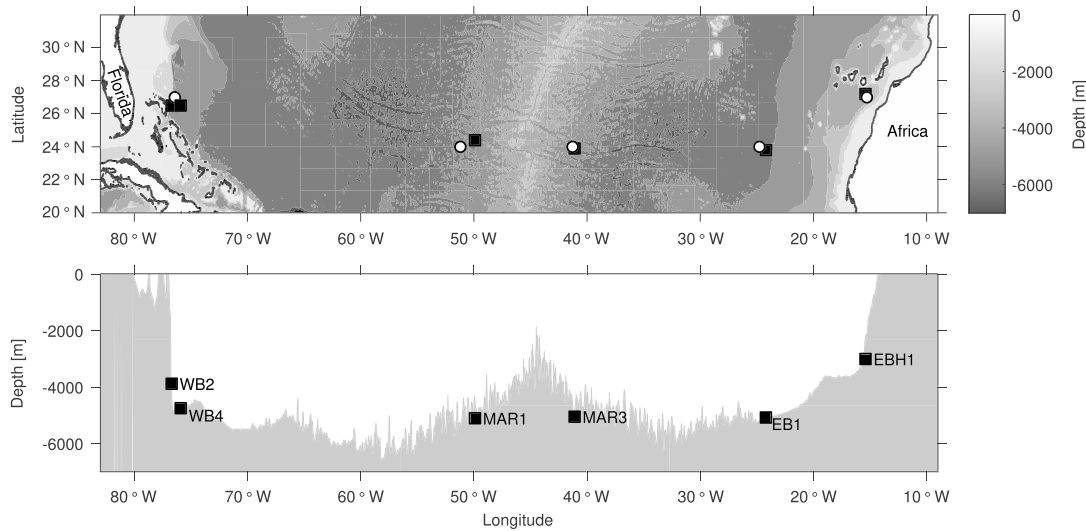 30° N
28° N
26° N
24° N
22° N
20° N
Latitude
Florida
Africa
80° W
70° W
60° W
50° W
40° W
30° W
20° W
10° W
0
-2000
-4000
-6000
Depth [m]
0
-2000
-4000
-6000
Depth [m]
WB2
WB4
MAR1
MAR3
EB1
EBH1
80° W
70° W
60° W
50° W
40° W
30° W
20° W
10° W
Longitude